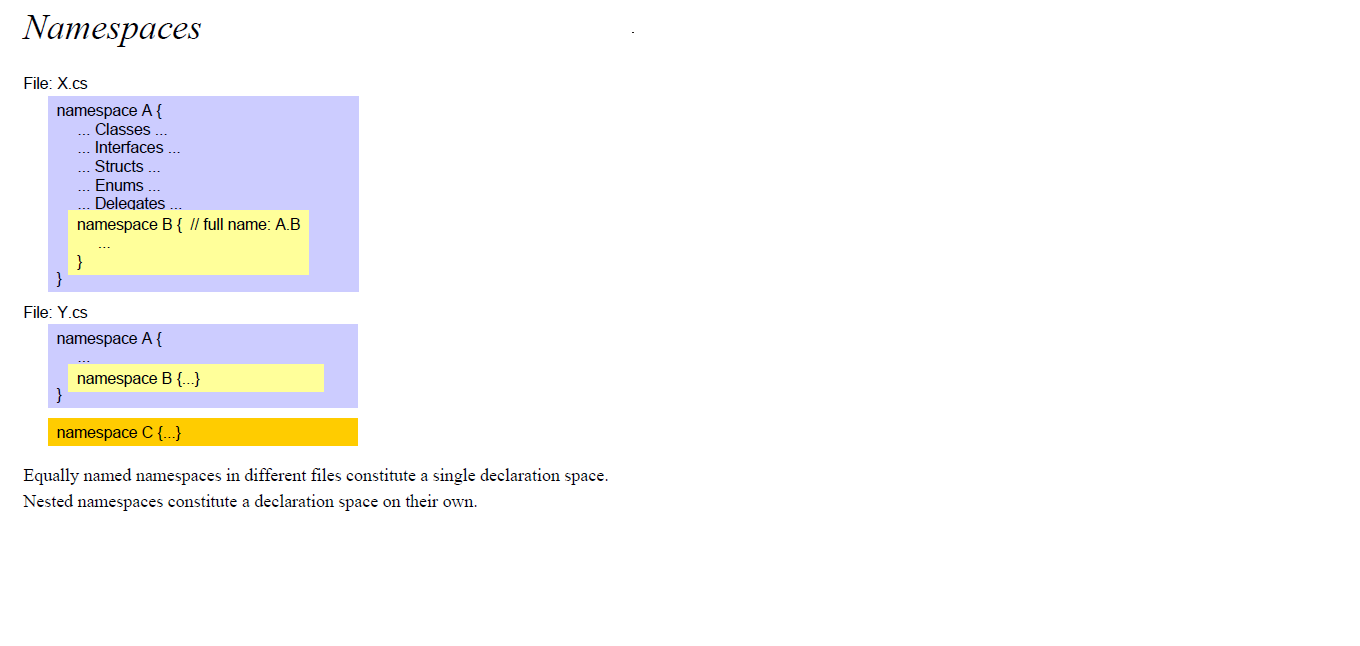 Namespaces
File: X.cs
namespace A {
... Classes ...
... Interfaces ...
... Structs ...
... Enums ...
... Delegates ...
namespace B {  // full name: A.B
...
}
}
File: Y.cs
namespace A {
...
namespace B {...}
}
namespace C {...}
Equally named namespaces in different files constitute a single declaration space.
Nested namespaces constitute a declaration space on their own.